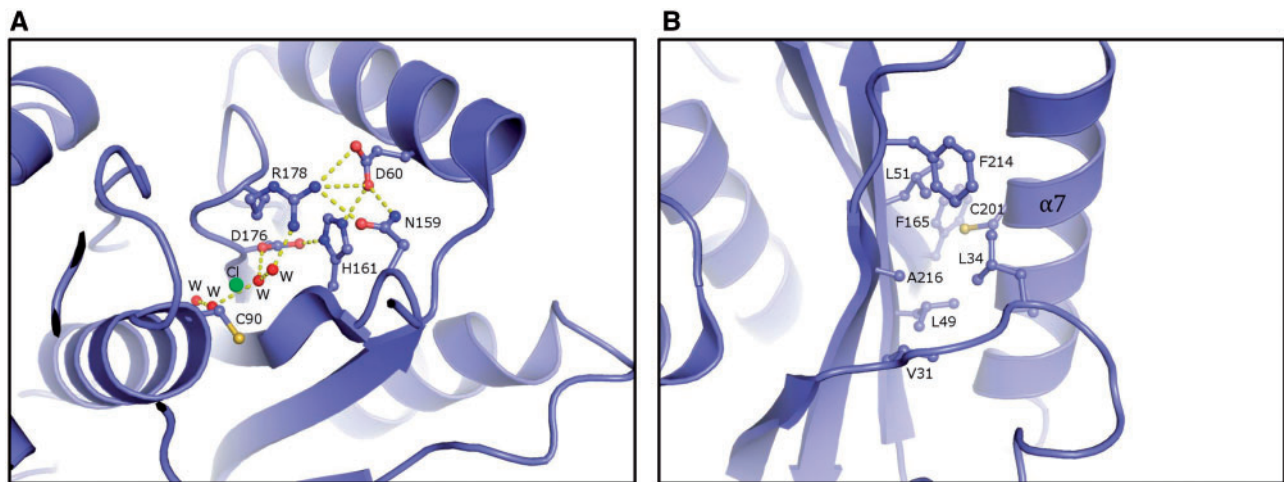 A
B
R178
D60
N159
D176
H161
Cl
W
W
W
W
C90
F214
L51
F165
C201
α7
L34
A216
L49
V31